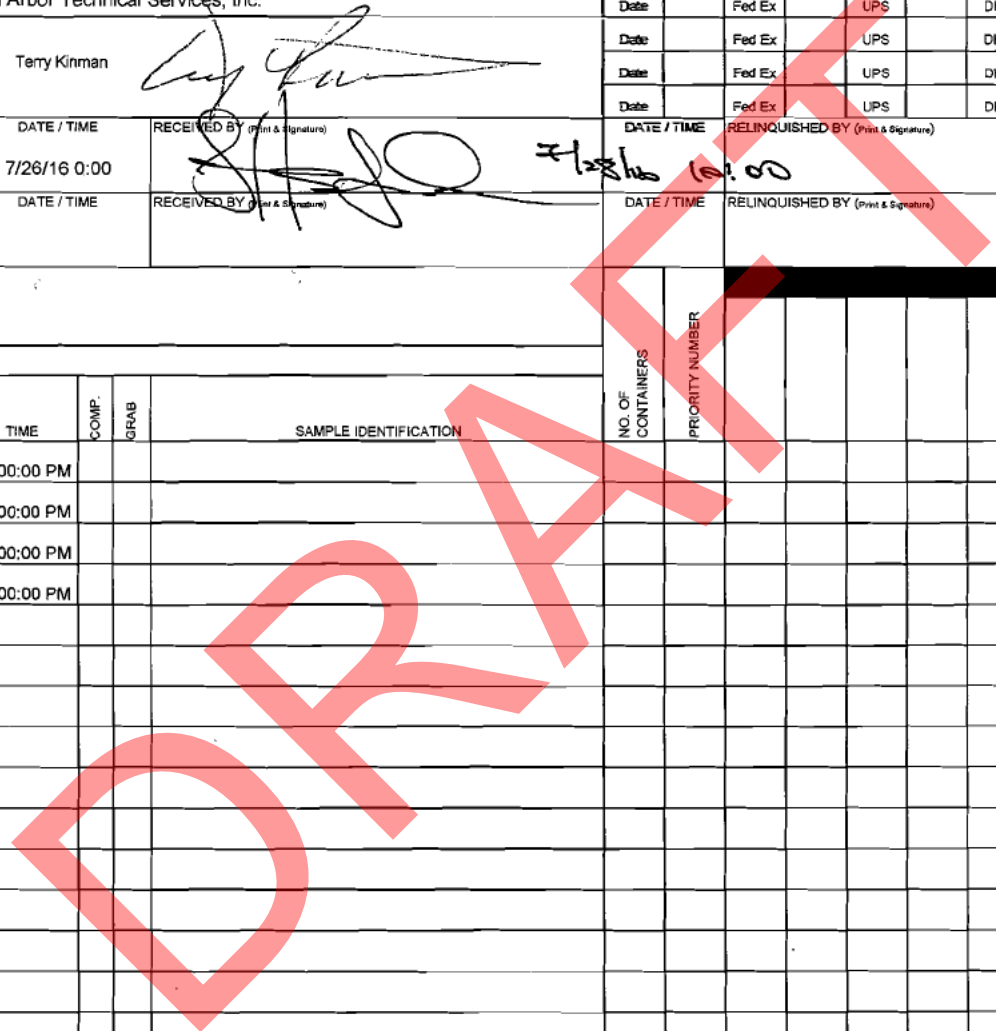 Arbor Technical Services, Inc.
Date Fed Ex UPS
Date Fed Ex UPS
Terry Kinman
Date Fed Ex UPS
Date Fed Ex UPS
DATE / TIME RECEIVED BY (Print & Signature) DATE / TIME RELINQUISHED BY (Print & Signature)
7/26/16 0:00 7/28/16 10:00
DATE / TIME RECEIVED BY (Print & Signature) DATE / TIME RELINQUISHED BY (Print & Signature)
TIME COMP. GRAB SAMPLE IDENTIFICATION NO. OF CONTAINERS PRIORITY NUMBER
00:00 PM
00:00 PM
00:00 PM
00:00 PM
DRAFT